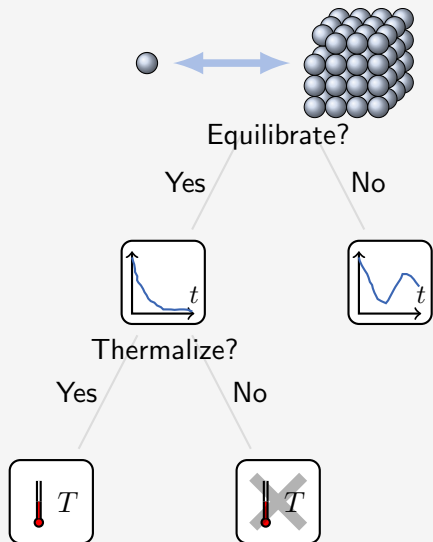 Equilibrate?
Yes
No
t
t
Thermalize?
Yes
No
T
T